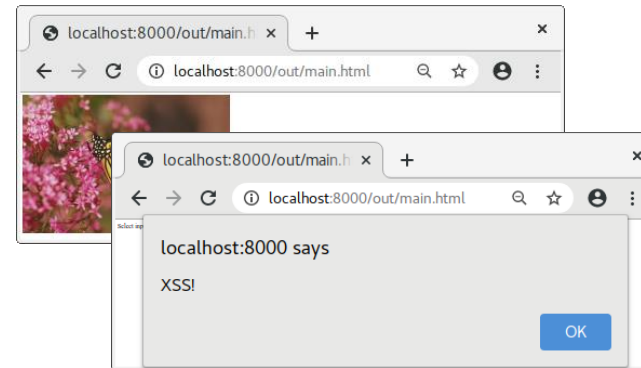 localhost:8000/out/main.h
localhost:8000/out/main.html
localhost:8000/out/main.h
localhost:8000/out/main.html
Select
localhost:8000 says
XSS!
OK